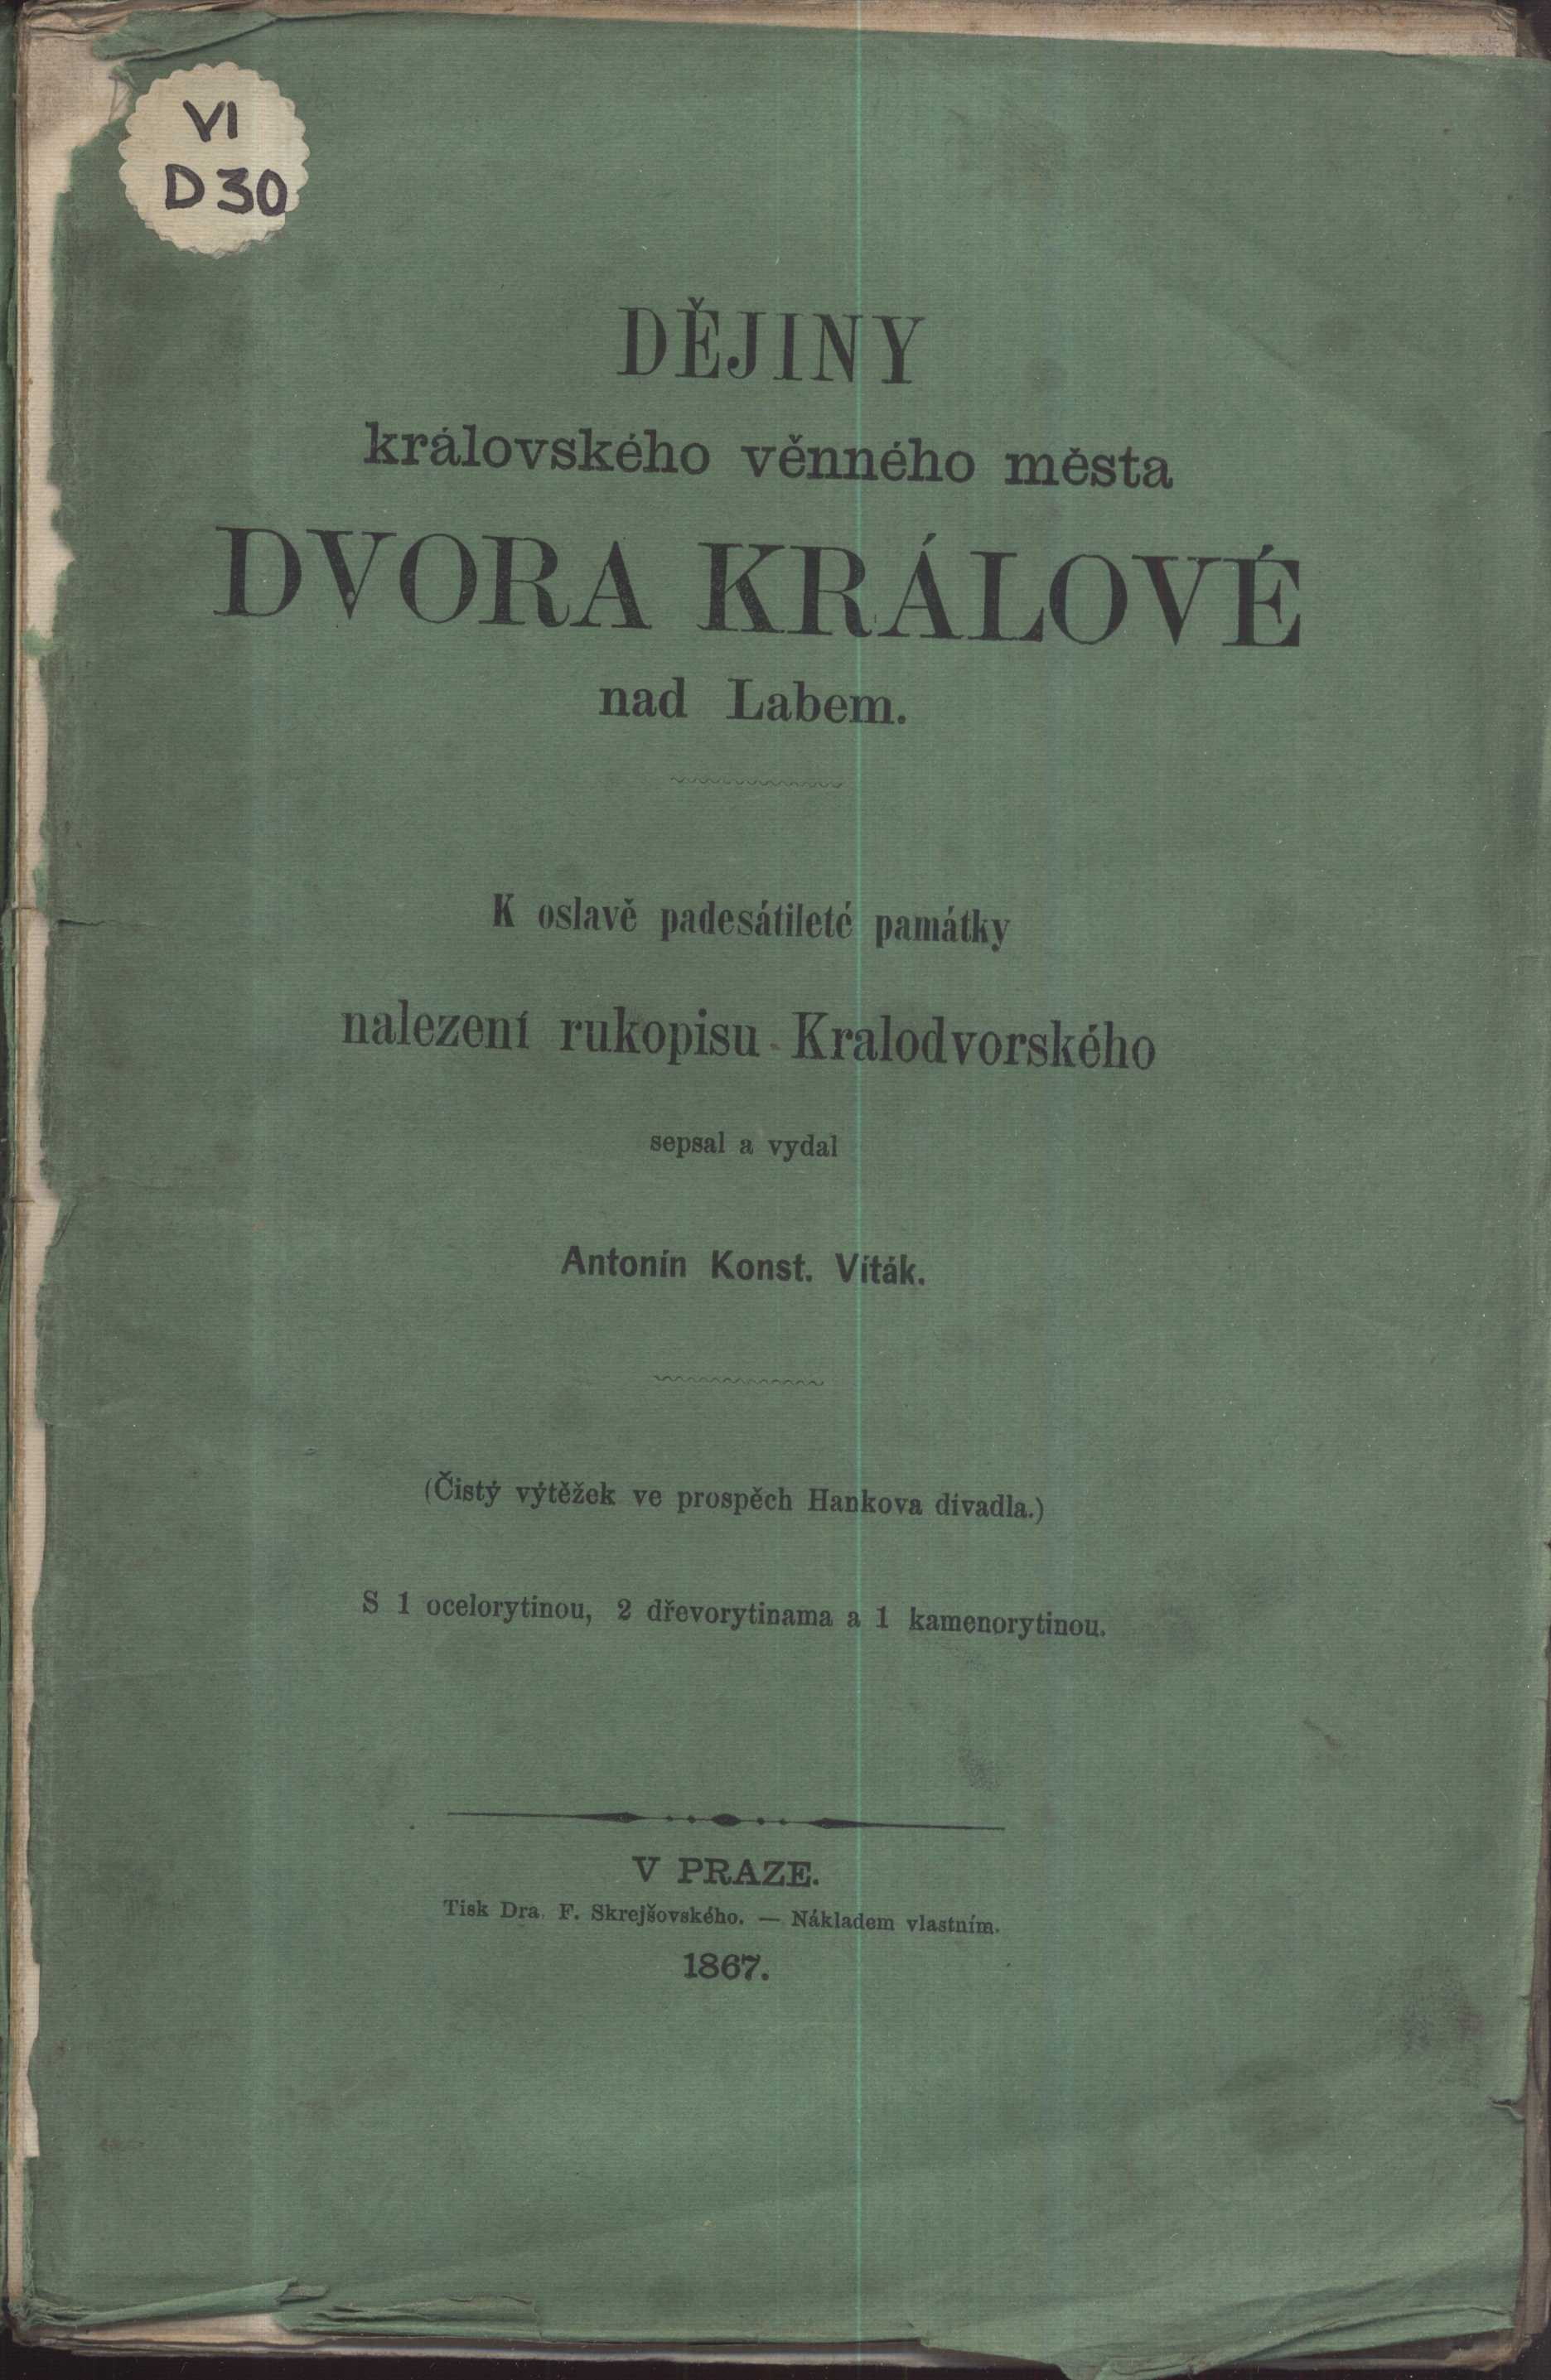 VI
D 30
DĚJINY
královského věnného města
DVORA KRÁLOVÉ
nad Labem.
K oslavě padesátileté památky
nalezení rukopisu Kralodvorského
sepsal a vydal
Antonín Konst. Víták.
(Čistý výtěžek ve prospěch Hankova divadla.)
S 1 ocelorytinou, 2 dřevorytinama a 1 kamenorytinou.
V PRAZE.
Tisk Dra. F. Skrejšovského. — Nákladem vlastním.
1867.